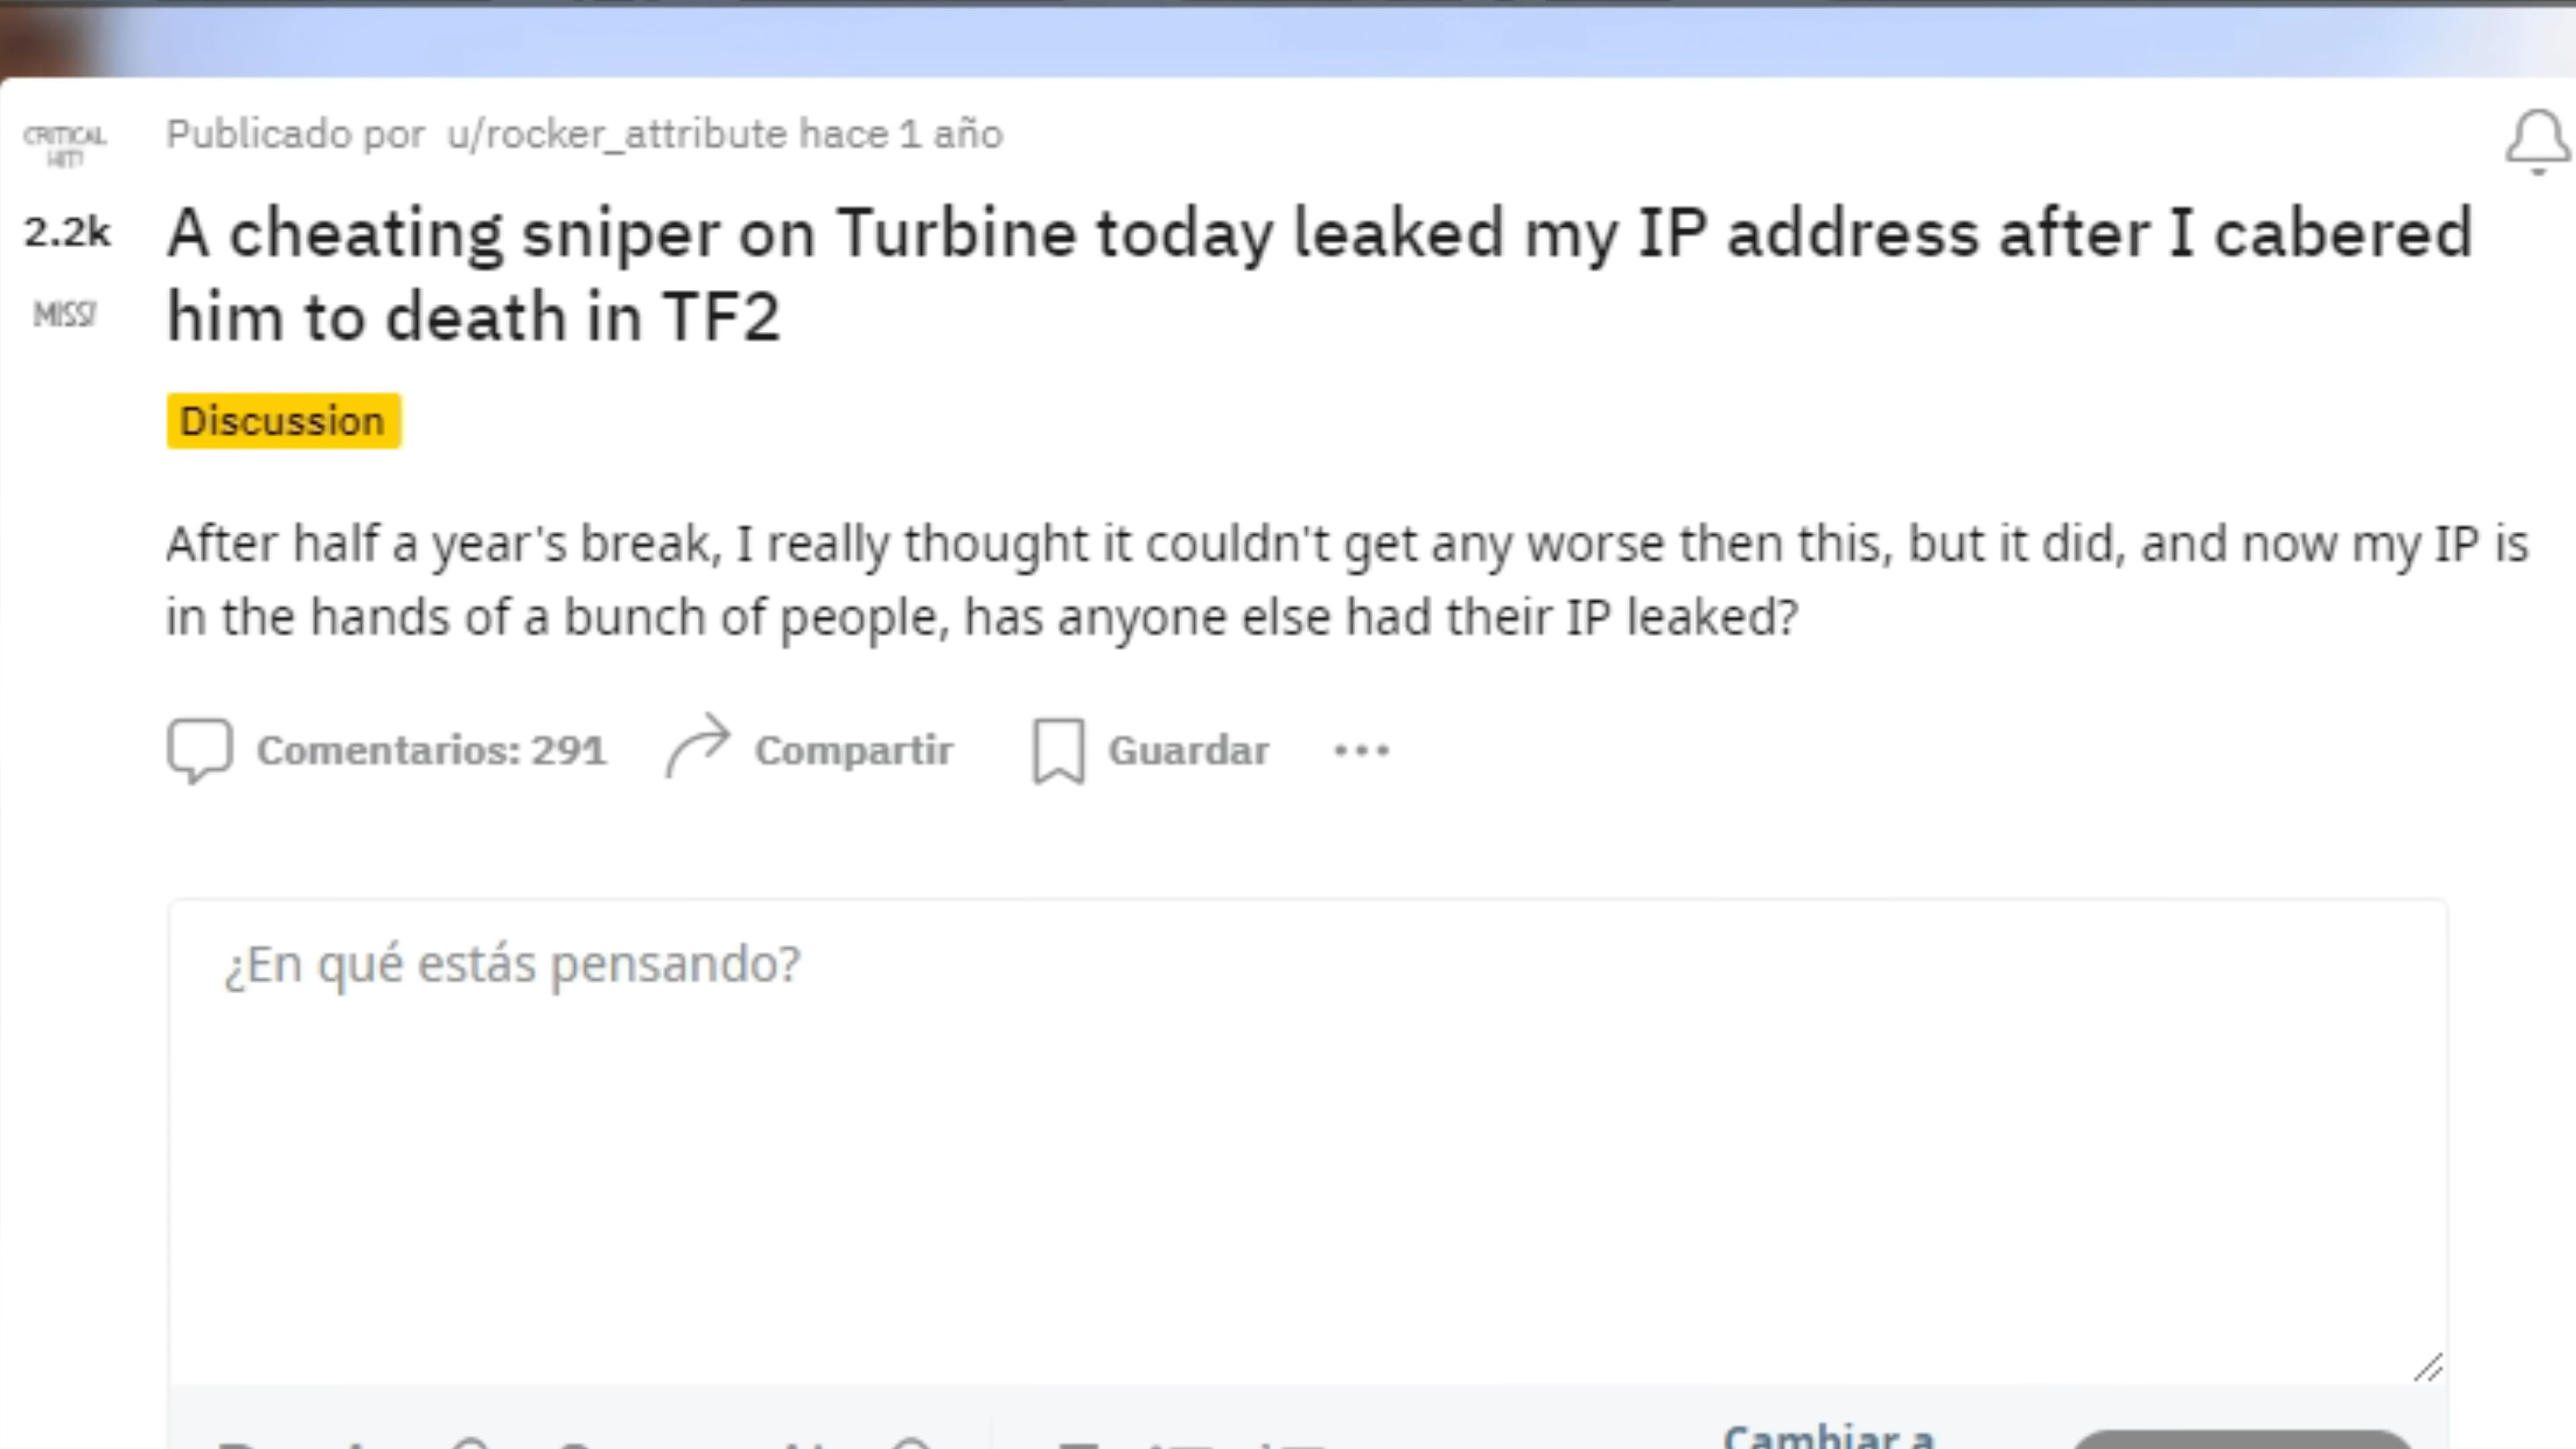 CRITICAL
HIT!
Publicado por u/rocker_attribute hace 1 año
2.2k
A cheating sniper on Turbine today leaked my IP address after I cabered
him to death in TF2
MISS!
Discussion
After half a year's break, I really thought it couldn't get any worse then this, but it did, and now my IP is
in the hands of a bunch of people, has anyone else had their IP leaked?
Comentarios: 291 Compartir Guardar
¿En qué estás pensando?
Cambiar a